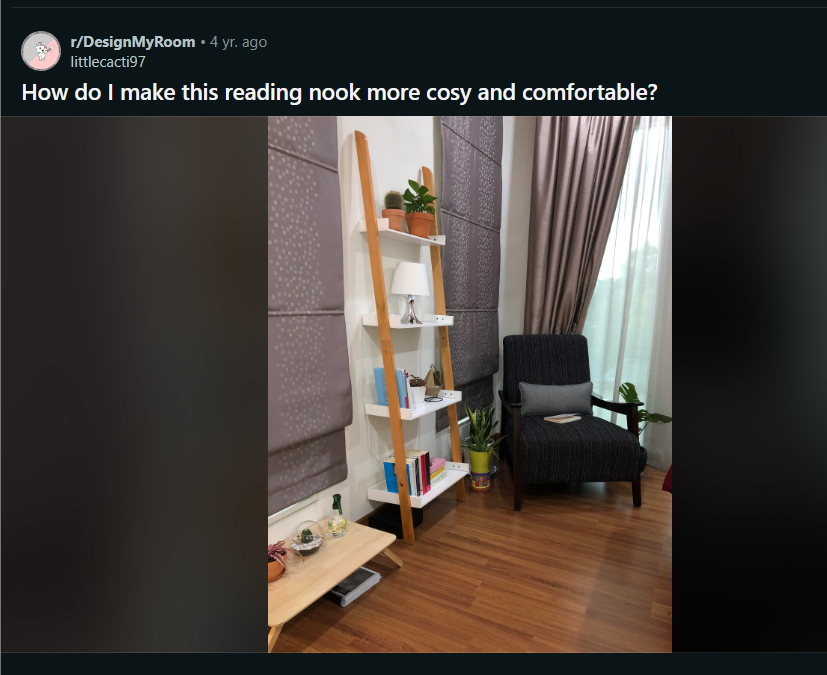 r/DesignMyRoom • 4 yr. ago
littlecacti97
How do I make this reading nook more cosy and comfortable?